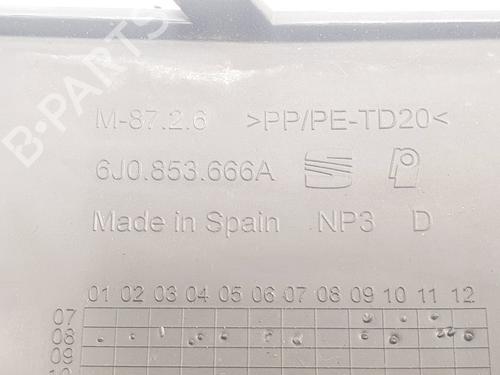 B-PARTS
M-87.2.6 >PP/PE-TD20<
6J0.853.666A
Made in Spain NP3 D
01 02 03 04 05 06 07 08 09 10 11 12
07
08
09
10